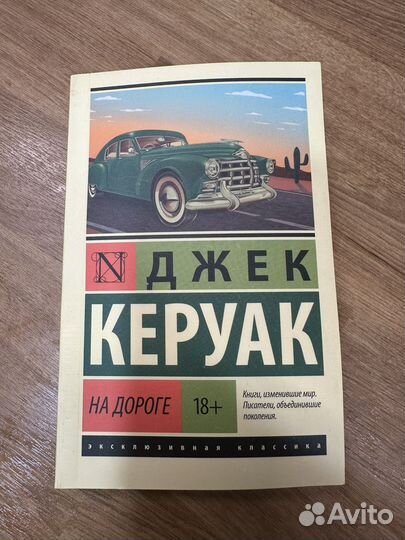 N ДЖЕК
КЕРУАК
НА ДОРОГЕ 18+
Книги, изменившие мир.
Писатели, объединившие
поколения.
эксклюзивная классика
Avito